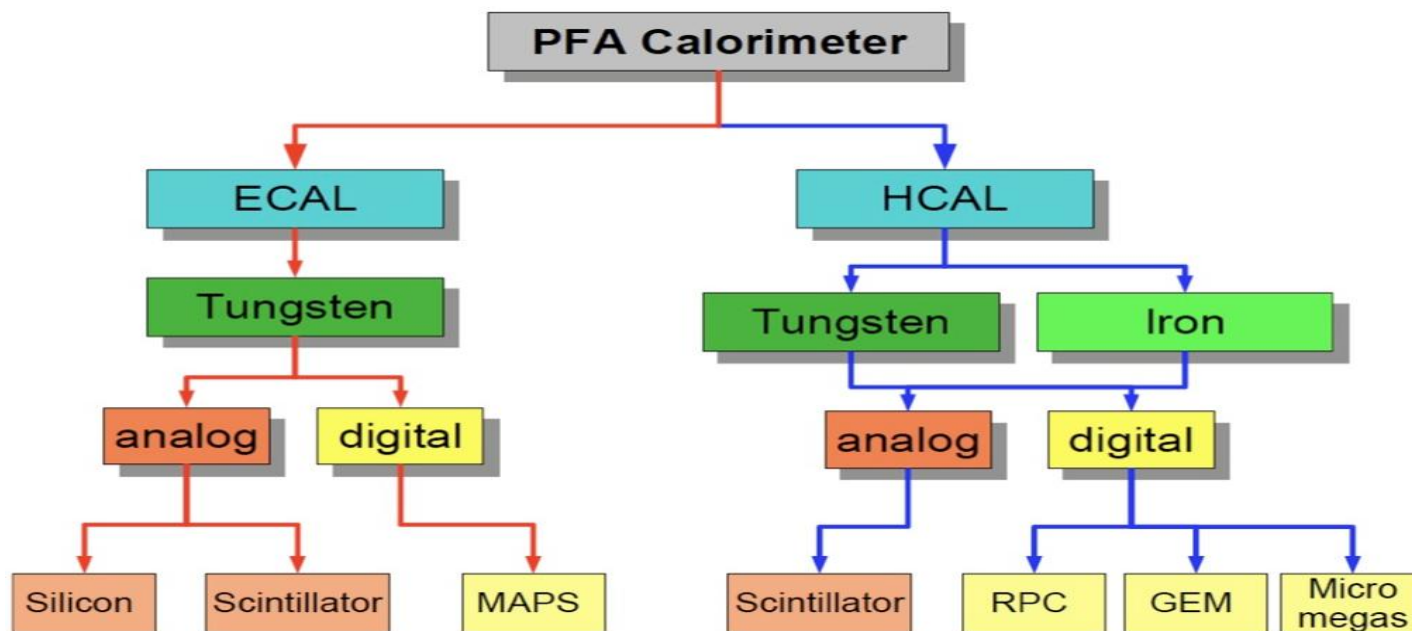 PFA Calorimeter
ECAL
HCAL
Tungsten
Tungsten
Iron
analog
digital
analog
digital
Silicon
Scintillator
MAPS
Scintillator
RPC
GEM
Micro
megas